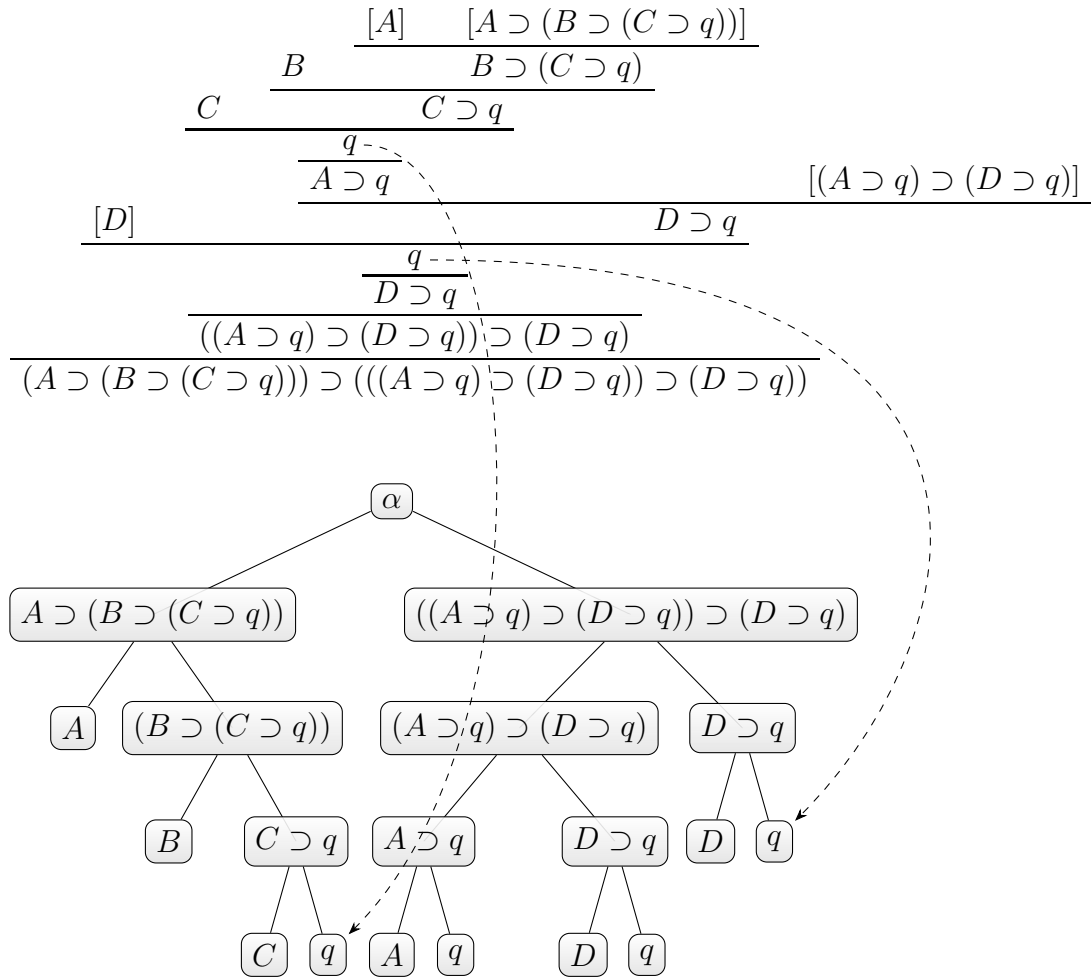 [A] [A ⊃ (B ⊃ (C ⊃ q))]
B B ⊃ (C ⊃ q)
C C ⊃ q
q
A ⊃ q [(A ⊃ q) ⊃ (D ⊃ q)]
[D] D ⊃ q
q
D ⊃ q
((A ⊃ q) ⊃ (D ⊃ q)) ⊃ (D ⊃ q)
(A ⊃ (B ⊃ (C ⊃ q))) ⊃ (((A ⊃ q) ⊃ (D ⊃ q)) ⊃ (D ⊃ q))
α
A ⊃ (B ⊃ (C ⊃ q)) ((A ⊃ q) ⊃ (D ⊃ q)) ⊃ (D ⊃ q)
A (B ⊃ (C ⊃ q)) (A ⊃ q) ⊃ (D ⊃ q) D ⊃ q
B C ⊃ q A ⊃ q D ⊃ q D q
C q A q D q